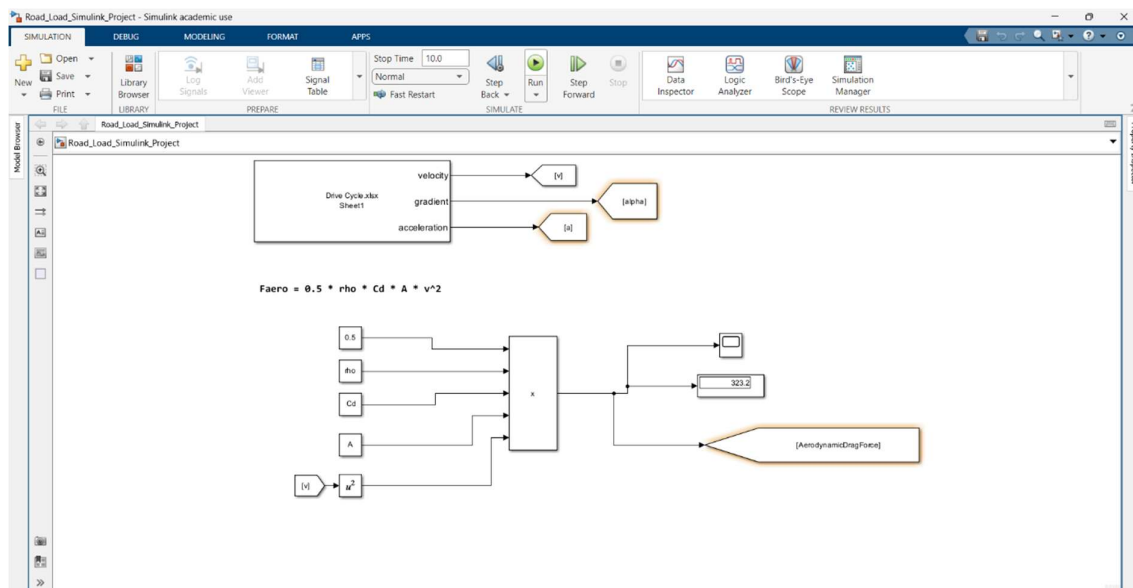 Road_Load_Simulink_Project - Simulink academic use
SIMULATION DEBUG MODELING FORMAT APPS
New
Open
Save
Print
FILE
Library Browser
LIBRARY
Log Signals
Add Viewer
Signal Table
PREPARE
Stop Time 10.0
Normal
Fast Restart
Step Back
Run
Step Forward
Stop
SIMULATE
Data Inspector
Logic Analyzer
Bird's-Eye Scope
Simulation Manager
REVIEW RESULTS
Model Browser
Road_Load_Simulink_Project
Road_Load_Simulink_Project
Drive Cycle.xlsx
Sheet1
velocity
gradient
acceleration
[v]
[alpha]
[a]
Faero = 0.5 * rho * Cd * A * v^2
0.5
rho
Cd
A
[v]
u²
x
323.2
[AerodynamicDragForce]